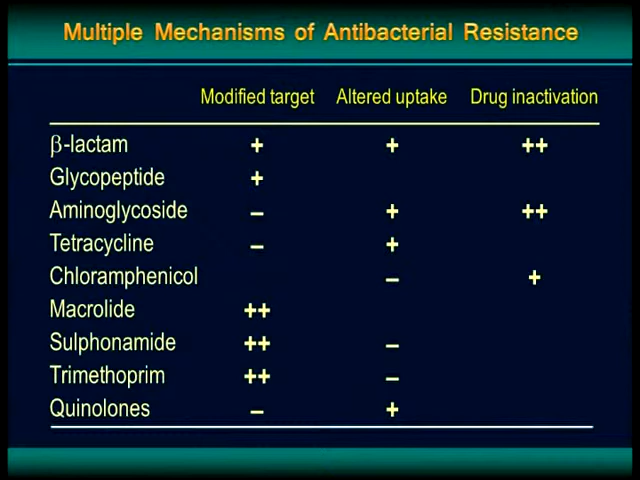 Multiple Mechanisms of Antibacterial Resistance
Modified target Altered uptake Drug inactivation
β-lactam + + ++
Glycopeptide +
Aminoglycoside – + ++
Tetracycline – +
Chloramphenicol – +
Macrolide ++
Sulphonamide ++ –
Trimethoprim ++ –
Quinolones – +